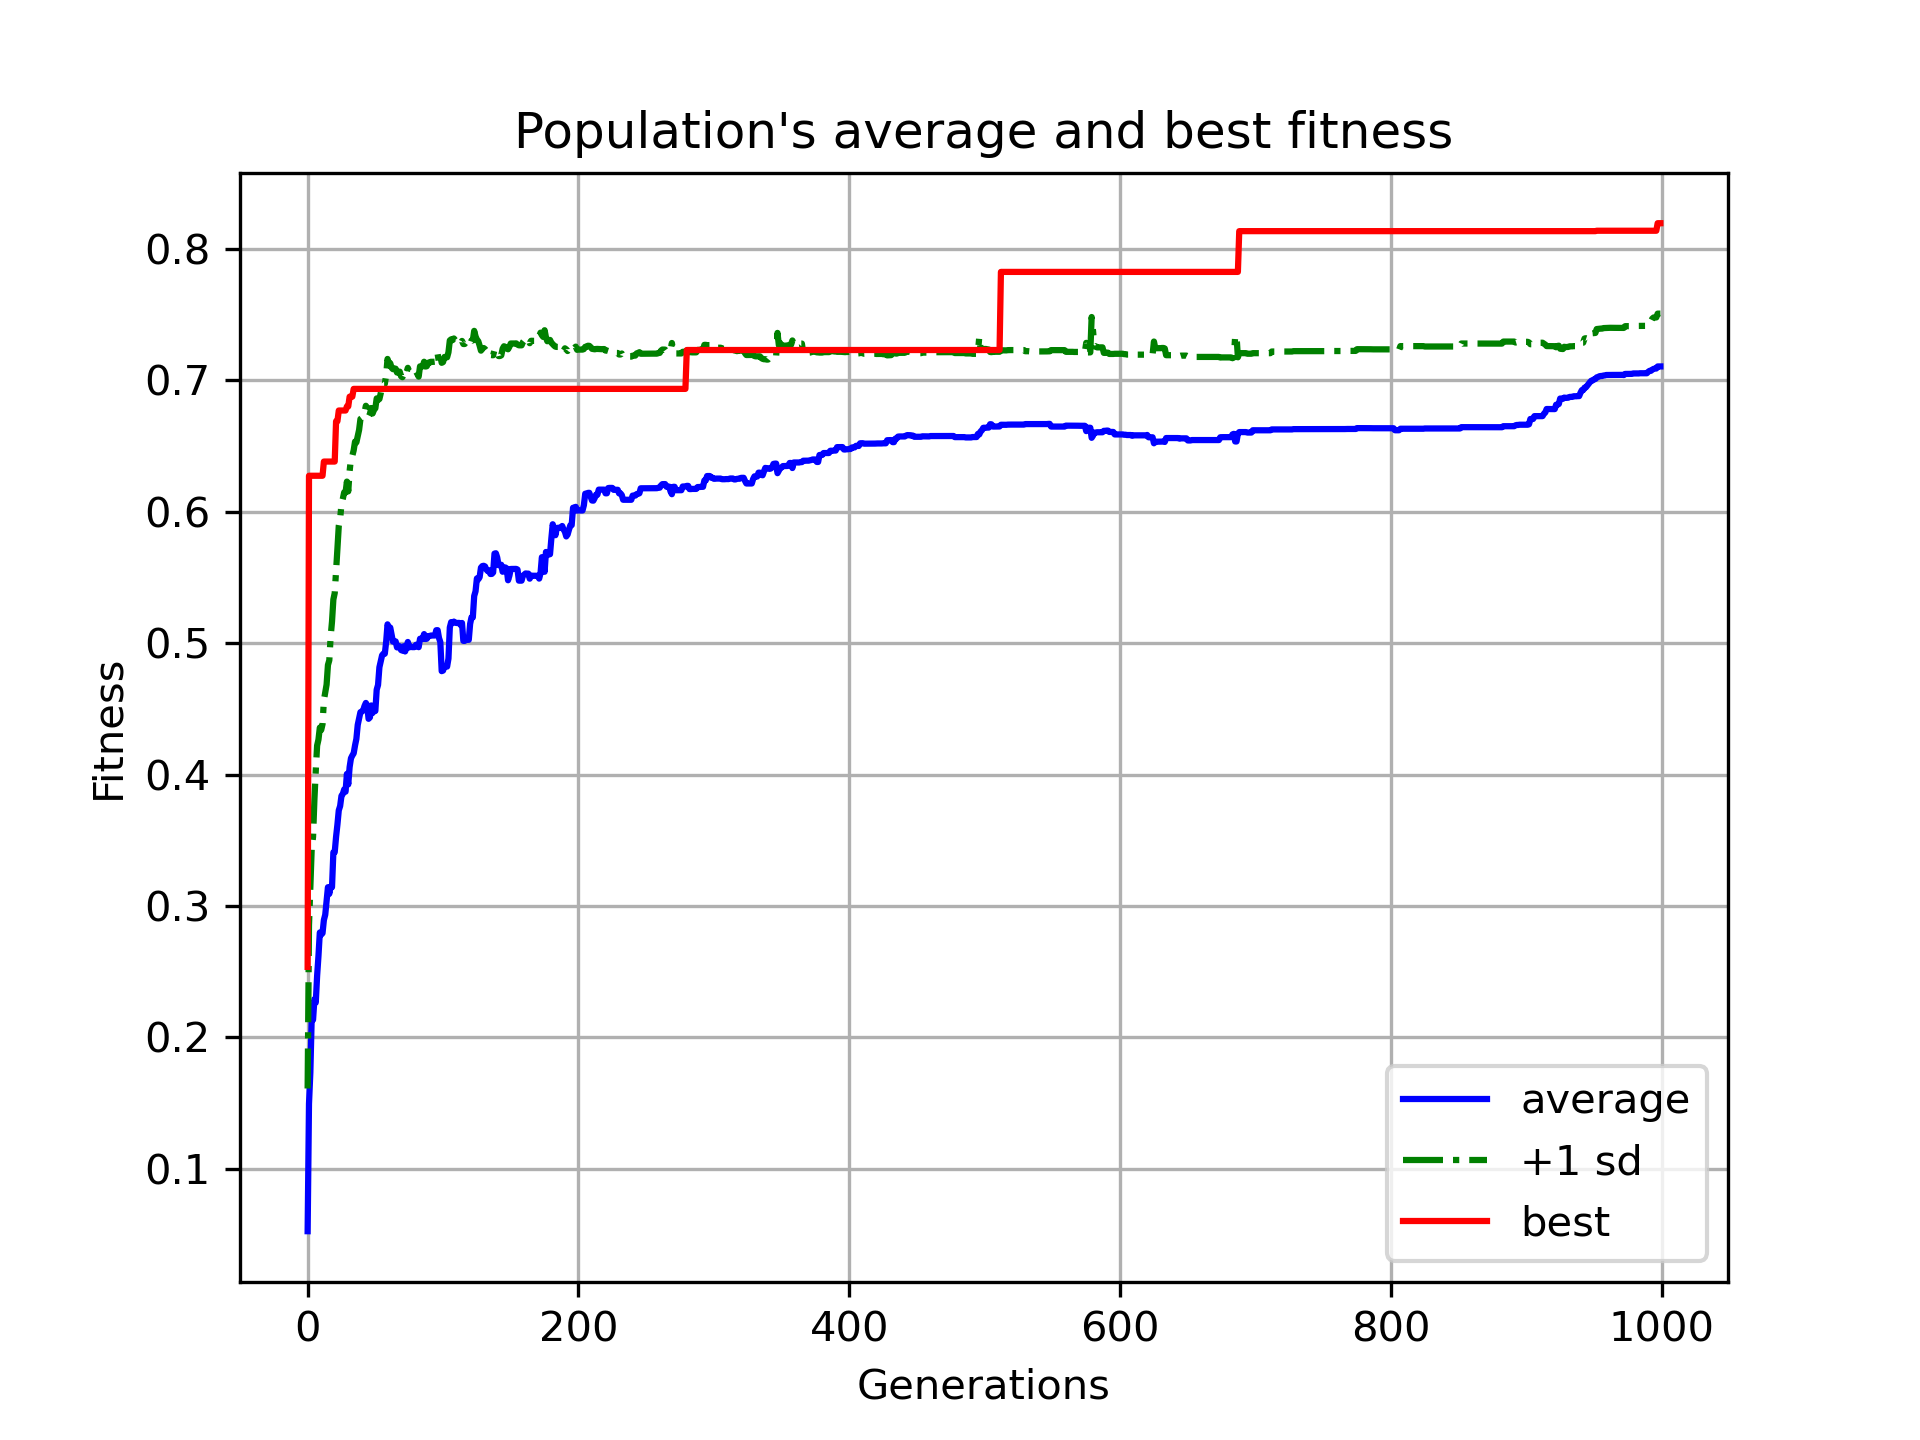 Population's average and best fitness
Fitness
0.8
0.7
0.6
0.5
0.4
0.3
0.2
0.1
average
+1 sd
best
0 200 400 600 800 1000
Generations